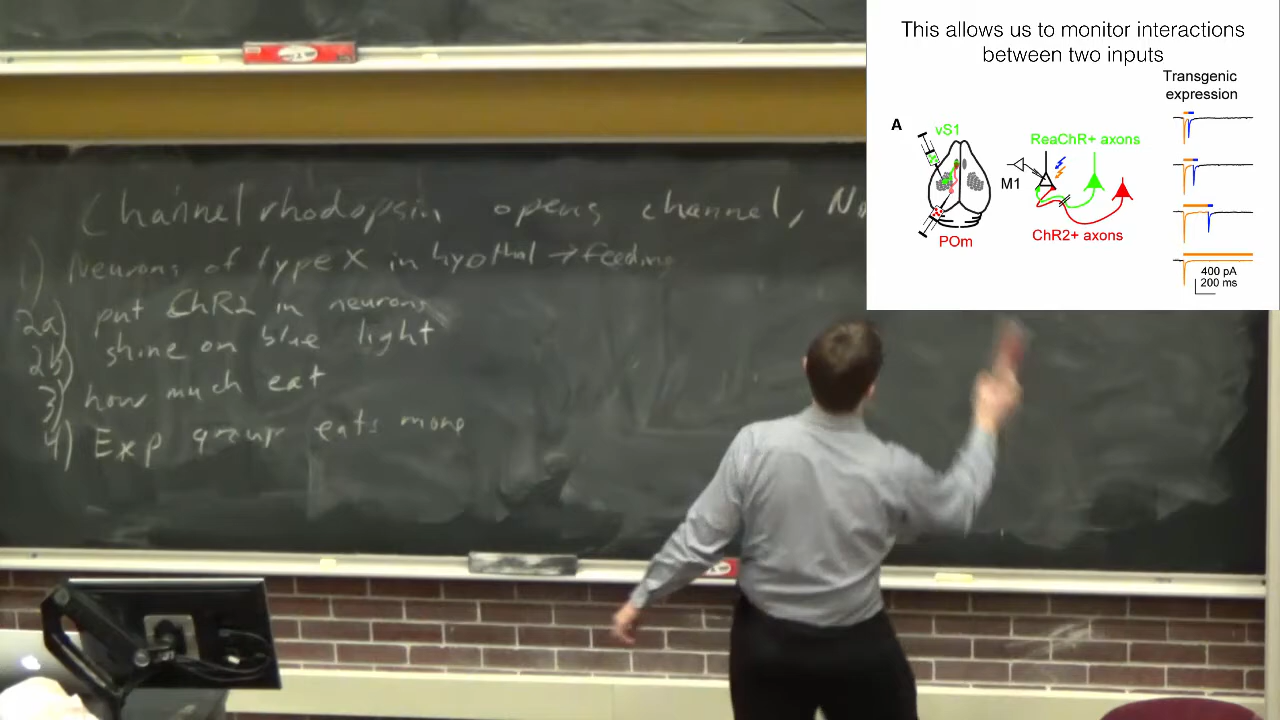 This allows us to monitor interactions
between two inputs
Transgenic
expression
A
vS1
ReaChR+ axons
M1
POm
ChR2+ axons
400 pA
200 ms
Channelrhodopsin opens channel, No
1) Neurons of type X in hypothal → feeding
2a) put ChR2 in neurons
2b) shine on blue light
3) how much eat
4) Exp group eats more